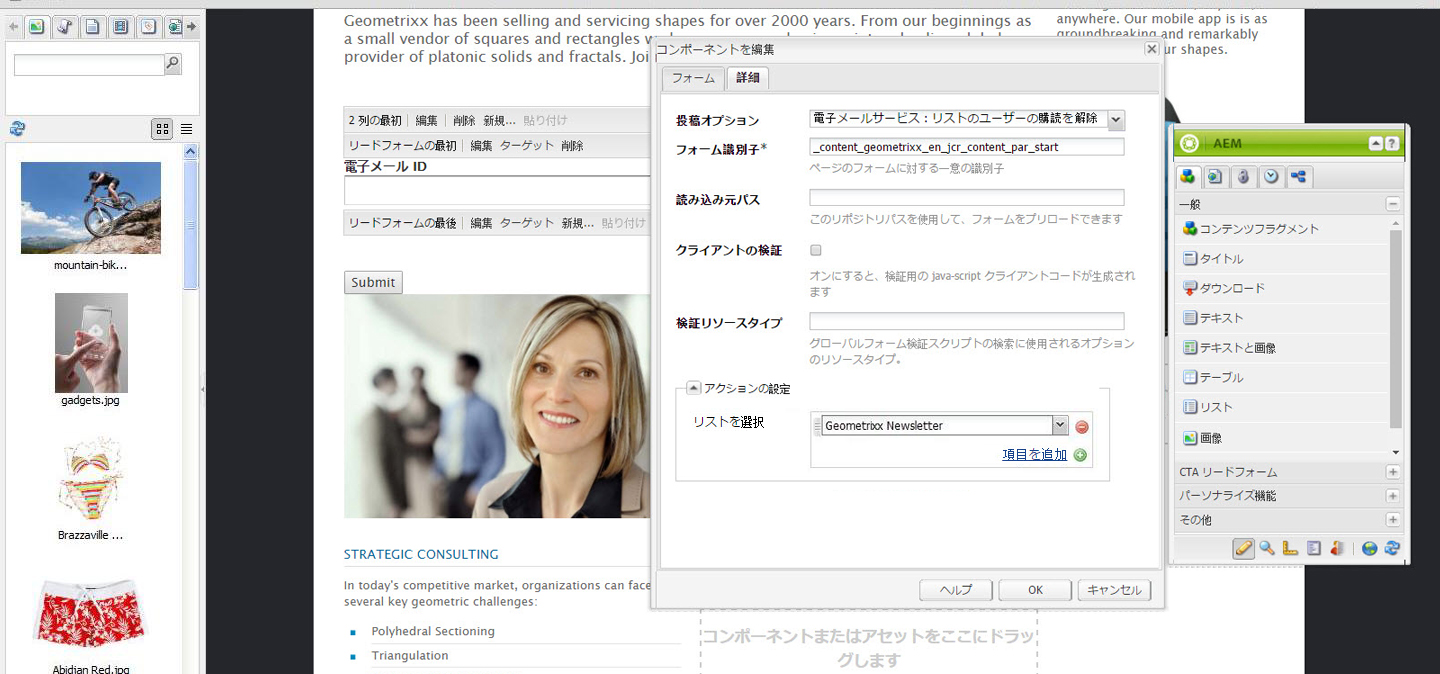 Geometrixx has been selling and servicing shapes for over 2000 years. From our beginnings as
a small vendor of squares and rectangles
provider of platonic solids and fractals.
anywhere. Our mobile app is is as
groundbreaking and remarkably
shapes.
mountain-bik...
gadgets.jpg
Brazzaville ...
Abidian Red.jpg
2 列の最初 編集 削除 新規... 貼り付け
リードフォームの最初 編集 ターゲット 削除
電子メール ID
リードフォームの最後 編集 ターゲット 新規... 貼り付け
Submit
STRATEGIC CONSULTING
In today's competitive market, organizations can face
several key geometric challenges:
Polyhedral Sectioning
Triangulation
コンポーネントを編集
フォーム 詳細
投稿オプション 電子メールサービス：リストのユーザーの購読を解除
フォーム識別子* _content_geometrixx_en_jcr_content_par_start
ページのフォームに対する一意の識別子
読み込み元パス
このリポジトリパスを使用して、フォームをプリロードできます
クライアントの検証
オンにすると、検証用の java-script クライアントコードが生成され
ます
検証リソースタイプ
グローバルフォーム検証スクリプトの検索に使用されるオプション
のリソースタイプ。
アクションの設定
リストを選択 Geometrixx Newsletter
項目を追加
ヘルプ OK キャンセル
コンポーネントまたはアセットをここにドラッ
グします
AEM ?
一般
コンテンツフラグメント
タイトル
ダウンロード
テキスト
テキストと画像
テーブル
リスト
画像
CTA リードフォーム
パーソナライズ機能
その他